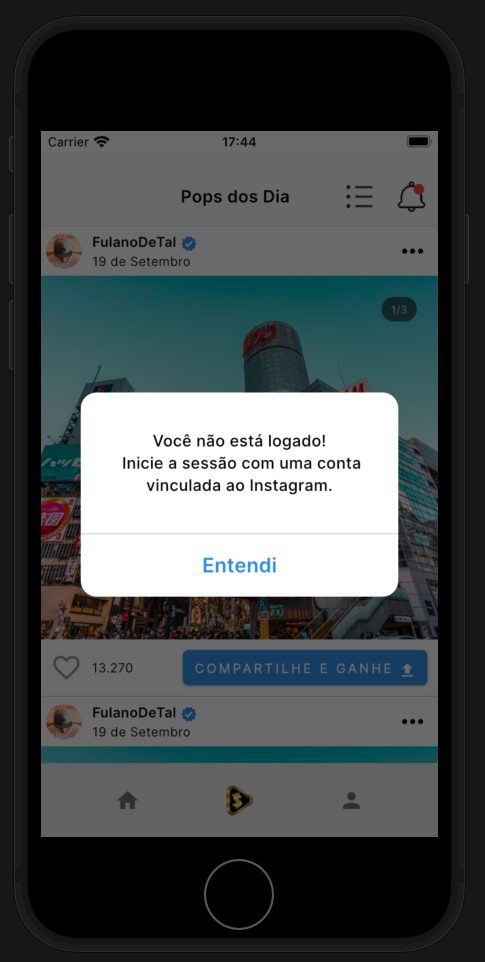 Carrier
17:44
Pops dos Dia
FulanoDeTal
19 de Setembro
1/3
Você não está logado!
Inicie a sessão com uma conta
vinculada ao Instagram.
Entendi
13.270
COMPARTILHE E GANHE
FulanoDeTal
19 de Setembro